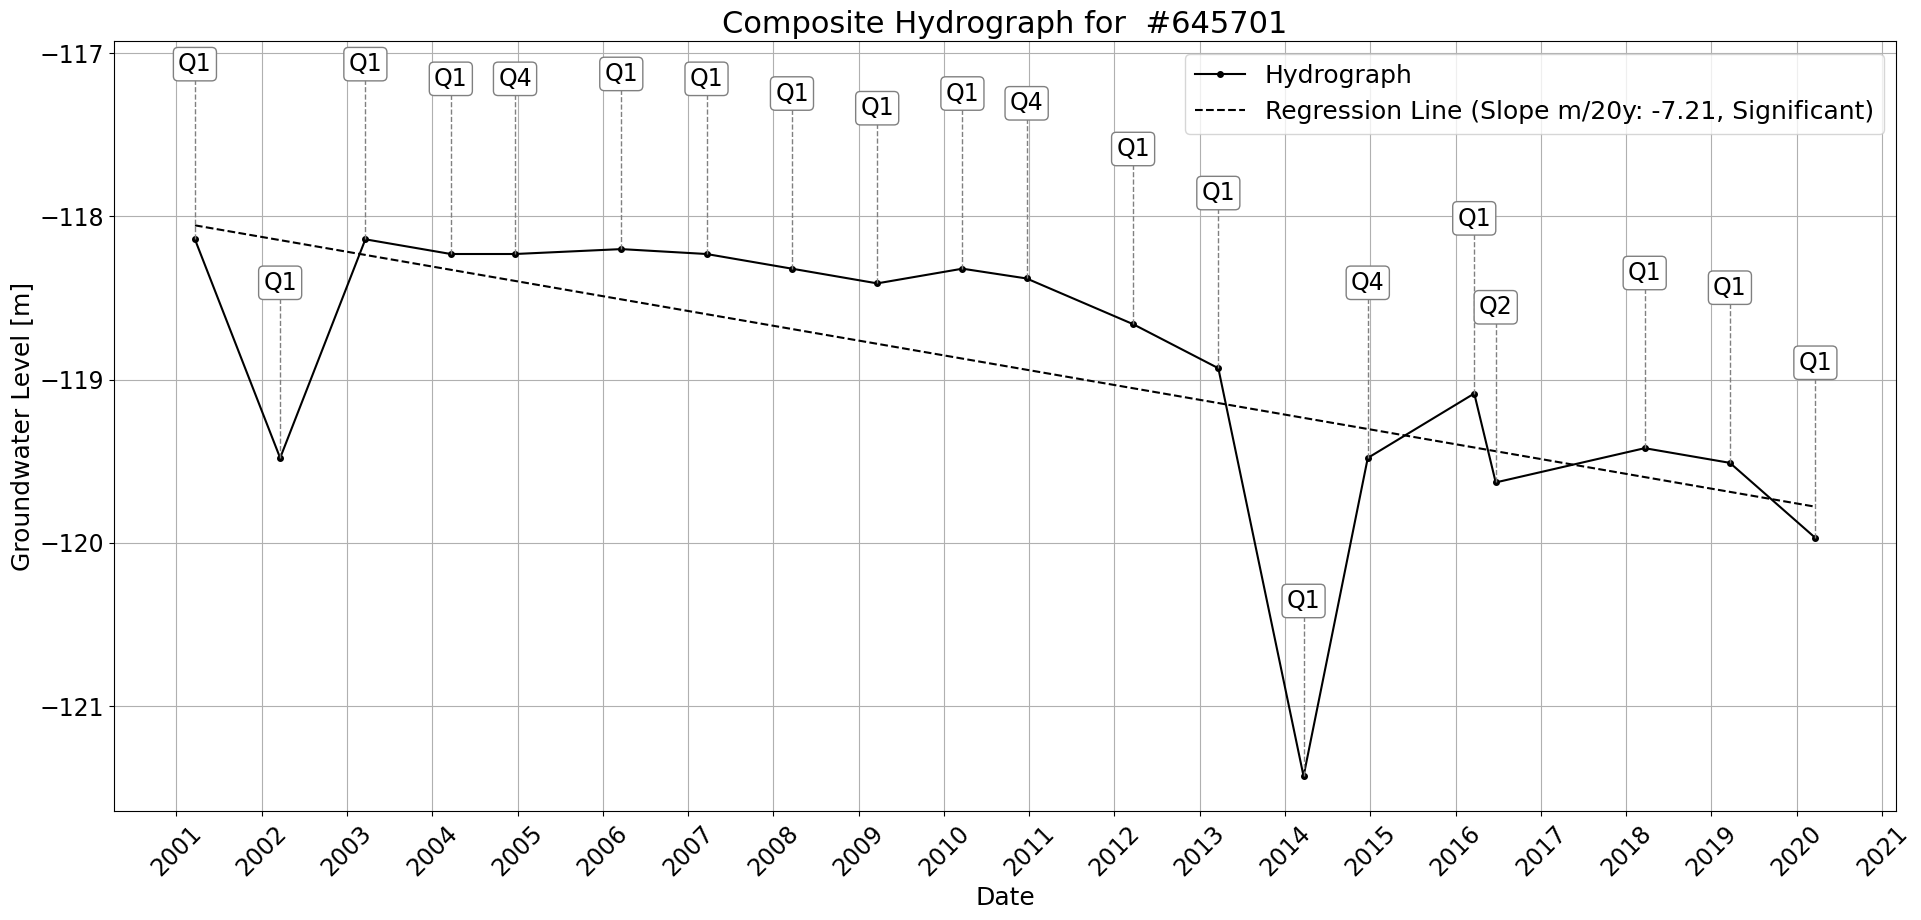 Composite Hydrograph for #645701
Hydrograph
Regression Line (Slope m/20y: -7.21, Significant)
Groundwater Level [m]
−117
−118
−119
−120
−121
Q1
Q1
Q1
Q1
Q4
Q1
Q1
Q1
Q1
Q1
Q4
Q1
Q1
Q1
Q4
Q1
Q2
Q1
Q1
Q1
2001
2002
2003
2004
2005
2006
2007
2008
2009
2010
2011
2012
2013
2014
2015
2016
2017
2018
2019
2020
2021
Date